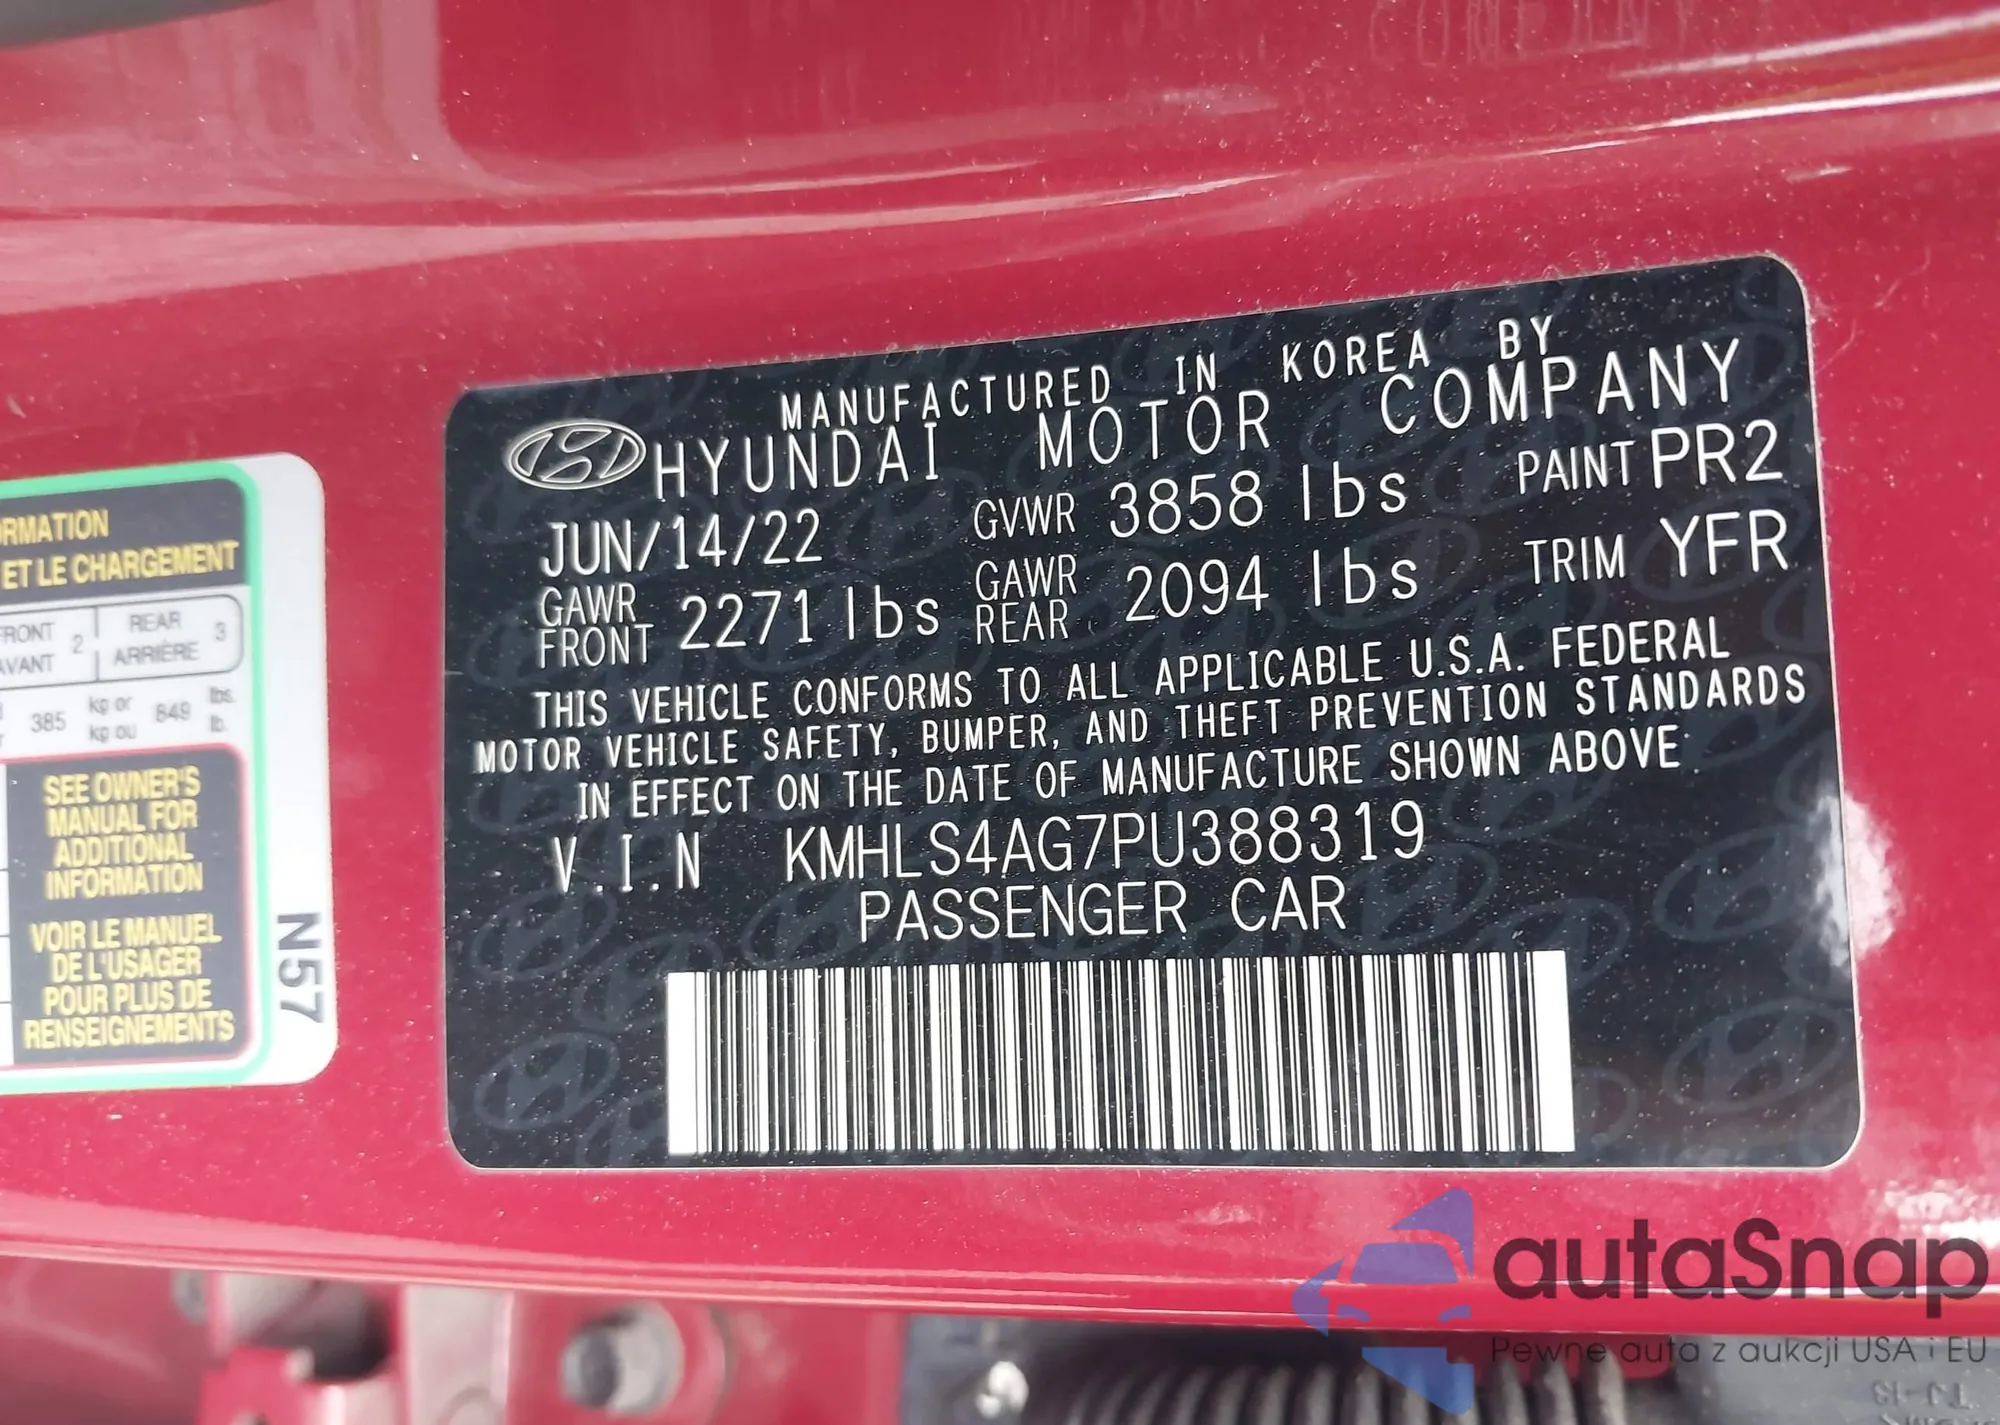 MANUFACTURED IN KOREA BY
HYUNDAI MOTOR COMPANY
JUN/14/22 GVWR 3858 lbs PAINT PR2
GAWR FRONT 2271 lbs GAWR REAR 2094 lbs TRIM YFR
THIS VEHICLE CONFORMS TO ALL APPLICABLE U.S.A. FEDERAL
MOTOR VEHICLE SAFETY, BUMPER, AND THEFT PREVENTION STANDARDS
IN EFFECT ON THE DATE OF MANUFACTURE SHOWN ABOVE
V.I.N KMHLS4AG7PU388319
PASSENGER CAR
ET LE CHARGEMENT
FRONT 2 REAR 3
AVANT ARRIÈRE
385 kg or 849 lbs.
kg ou lb.
SEE OWNER'S
MANUAL FOR
ADDITIONAL
INFORMATION
VOIR LE MANUEL
DE L'USAGER
POUR PLUS DE
RENSEIGNEMENTS
N57
autaSnap
Pewne auta z aukcji USA i EU